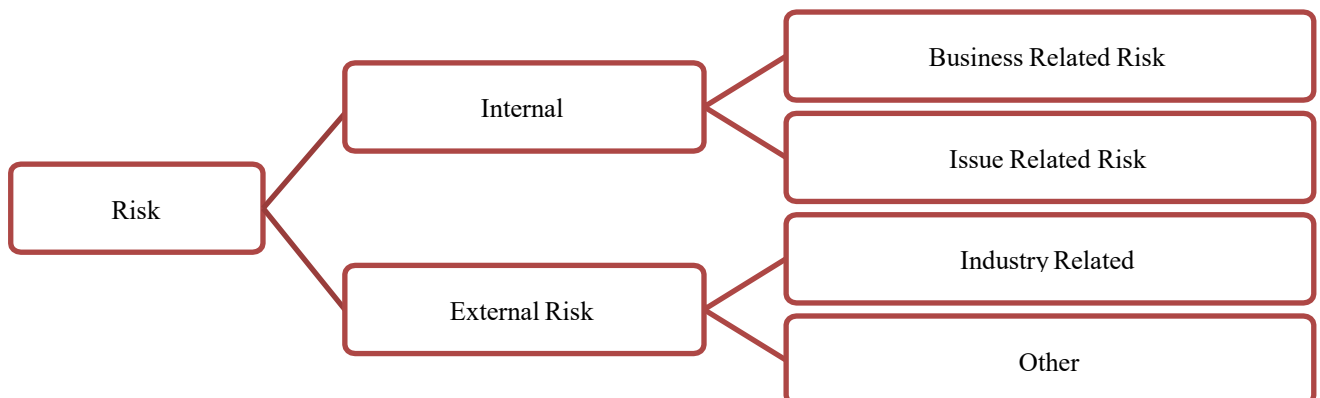 Business Related Risk
Internal
Issue Related Risk
Risk
Industry Related
External Risk
Other